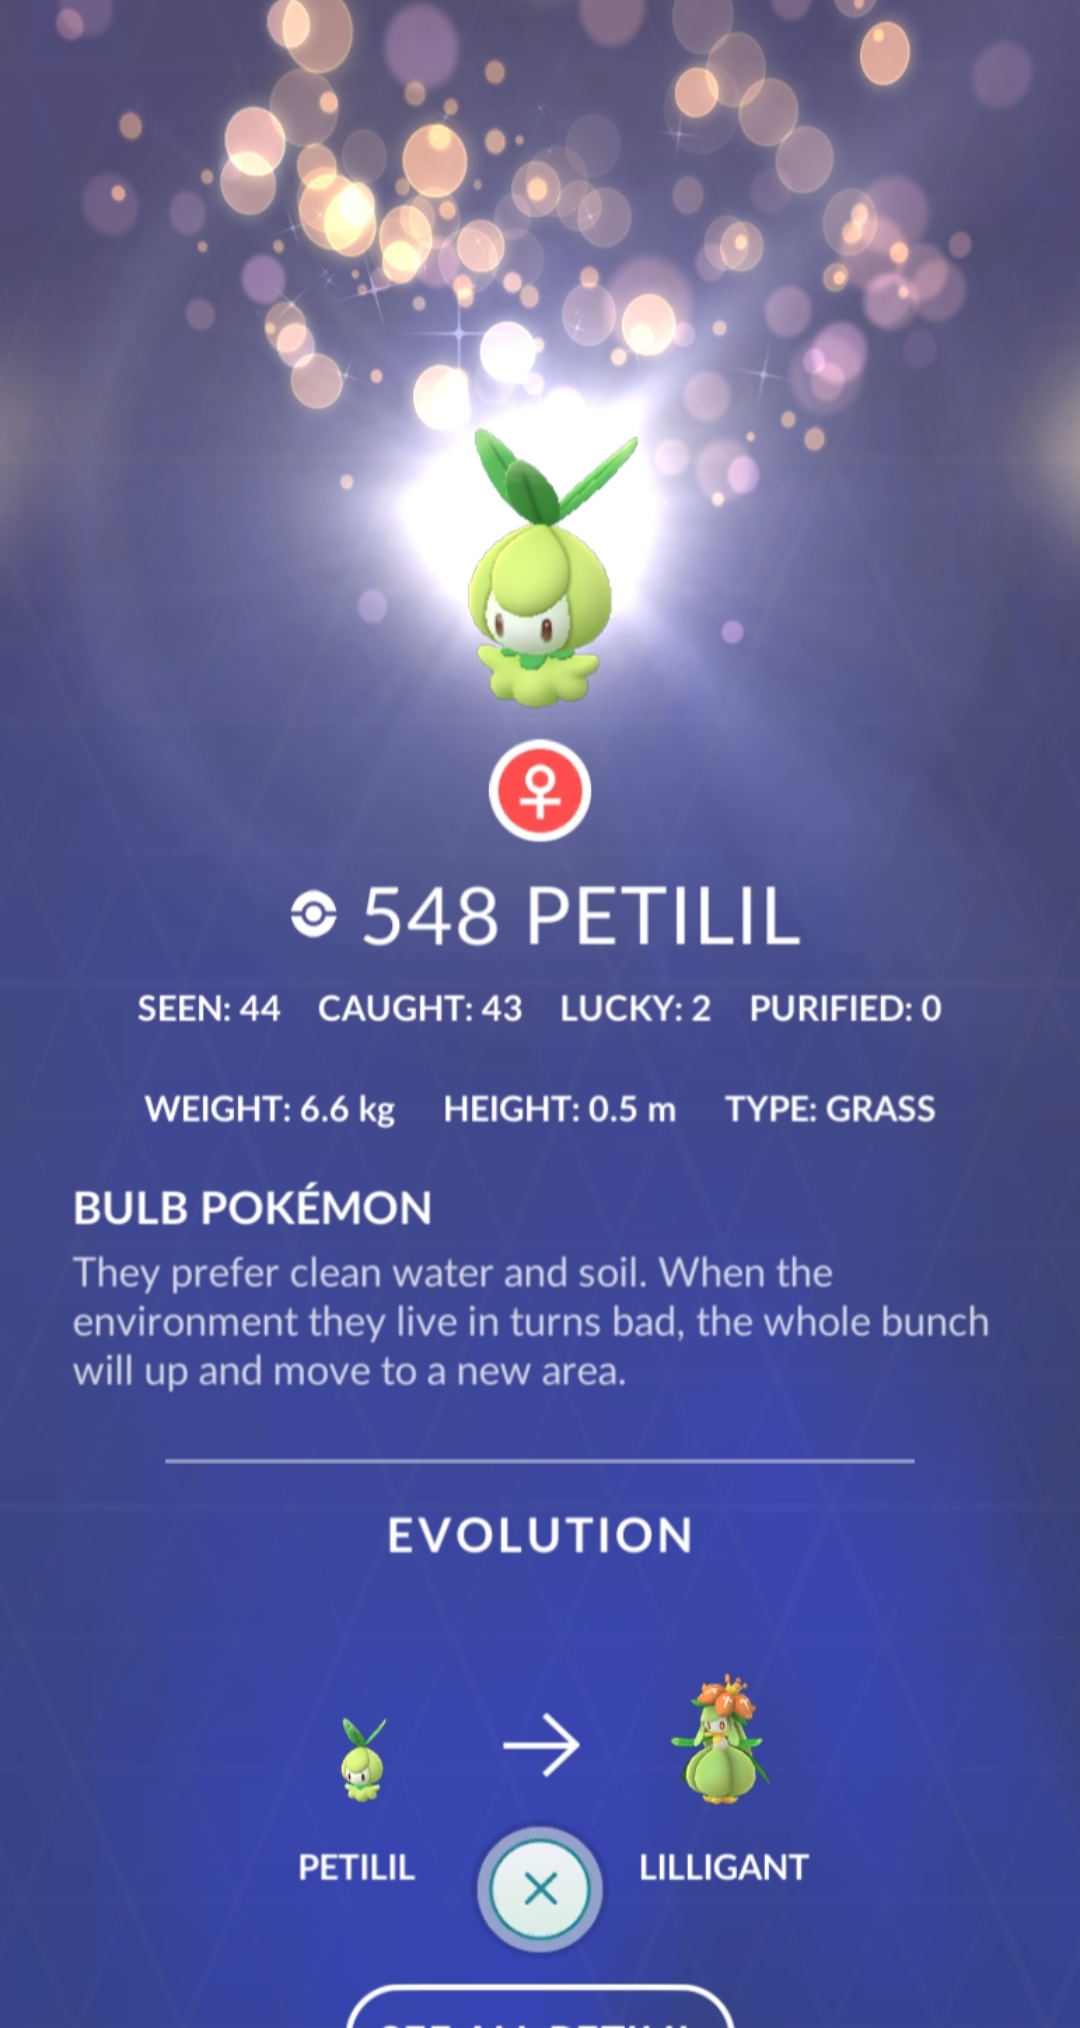 548 PETILIL
SEEN: 44 CAUGHT: 43 LUCKY: 2 PURIFIED: 0
WEIGHT: 6.6 kg HEIGHT: 0.5 m TYPE: GRASS
BULB POKÉMON
They prefer clean water and soil. When the
environment they live in turns bad, the whole bunch
will up and move to a new area.
EVOLUTION
PETILIL LILLIGANT